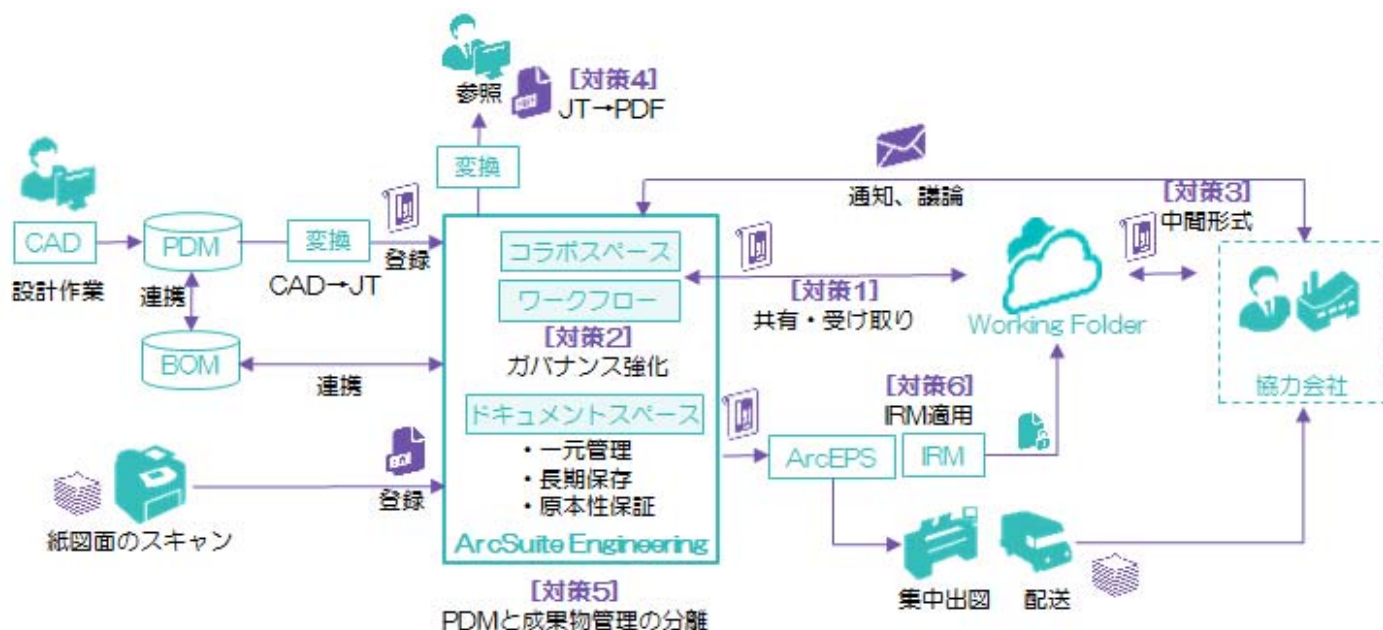 参照
[対策4]
JT→PDF
変換
通知、議論
[対策3]
中間形式
CAD
設計作業
PDM
変換
CAD→JT
登録
連携
BOM
連携
コラボスペース
ワークフロー
[対策2]
ガバナンス強化
ドキュメントスペース
・一元管理
・長期保存
・原本性保証
ArcSuite Engineering
[対策5]
PDMと成果物管理の分離
[対策1]
共有・受け取り
Working Folder
協力会社
[対策6]
IRM適用
ArcEPS
IRM
登録
紙図面のスキャン
集中出図
配送